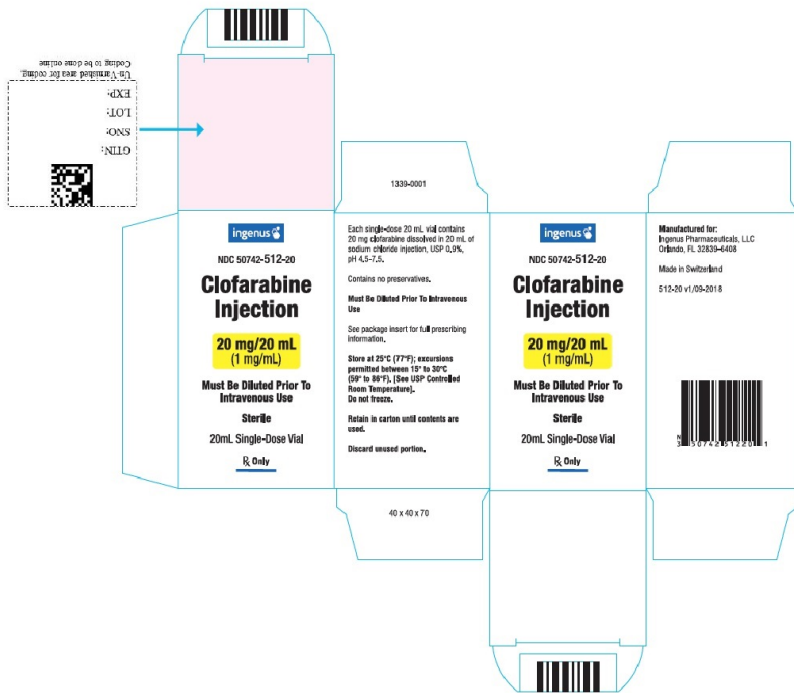 Un-Varnished area for coding.
Coding to be done online
EXP:
LOT:
SNO:
GTIN:
1339-0001
ingenus
NDC 50742-512-20
Clofarabine
Injection
20 mg/20 mL
(1 mg/mL)
Must Be Diluted Prior To
Intravenous Use
Sterile
20mL Single-Dose Vial
Rx Only
Each single-dose 20 mL vial contains
20 mg clofarabine dissolved in 20 mL of
sodium chloride injection, USP 0.9%,
pH 4.5-7.5.
Contains no preservatives.
Must Be Diluted Prior To Intravenous
Use
See package insert for full prescribing
information.
Store at 25°C (77°F); excursions
permitted between 15° to 30°C
(59° to 86°F). [See USP Controlled
Room Temperature].
Do not freeze.
Retain in carton until contents are
used.
Discard unused portion.
40 x 40 x 70
ingenus
NDC 50742-512-20
Clofarabine
Injection
20 mg/20 mL
(1 mg/mL)
Must Be Diluted Prior To
Intravenous Use
Sterile
20mL Single-Dose Vial
Rx Only
Manufactured for:
Ingenus Pharmaceuticals, LLC
Orlando, FL 32839-6408
Made in Switzerland
512-20 v1/09-2018
N
3 50742 51220 1